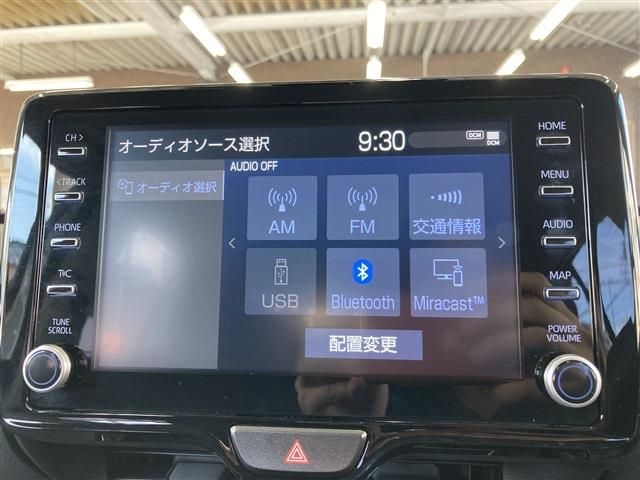 CH >
<TRACK
PHONE
T℃
TUNE
SCROLL
オーディオソース選択
9:30
DCM
DCM
AUDIO OFF
オーディオ選択
AM
FM
交通情報
USB
Bluetooth
Miracast™
配置変更
HOME
MENU
AUDIO
MAP
POWER
VOLUME